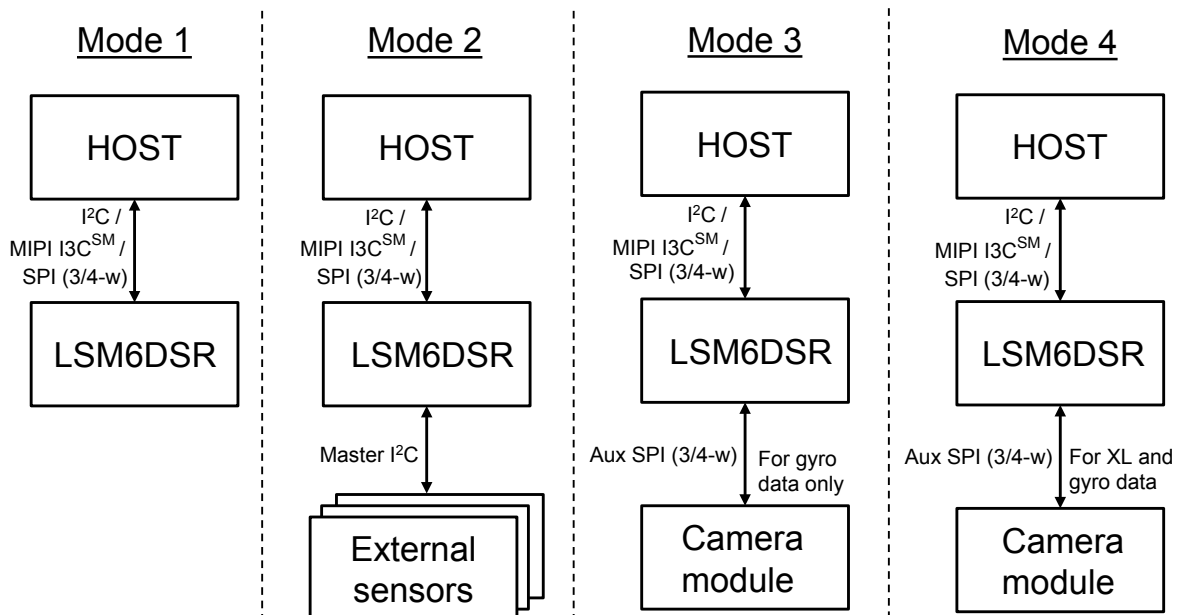 Mode 1
HOST
I²C /
MIPI I3C^SM /
SPI (3/4-w)
LSM6DSR
Mode 2
HOST
I²C /
MIPI I3C^SM /
SPI (3/4-w)
LSM6DSR
Master I²C
External
sensors
Mode 3
HOST
I²C /
MIPI I3C^SM /
SPI (3/4-w)
LSM6DSR
Aux SPI (3/4-w)
For gyro
data only
Camera
module
Mode 4
HOST
I²C /
MIPI I3C^SM /
SPI (3/4-w)
LSM6DSR
Aux SPI (3/4-w)
For XL and
gyro data
Camera
module